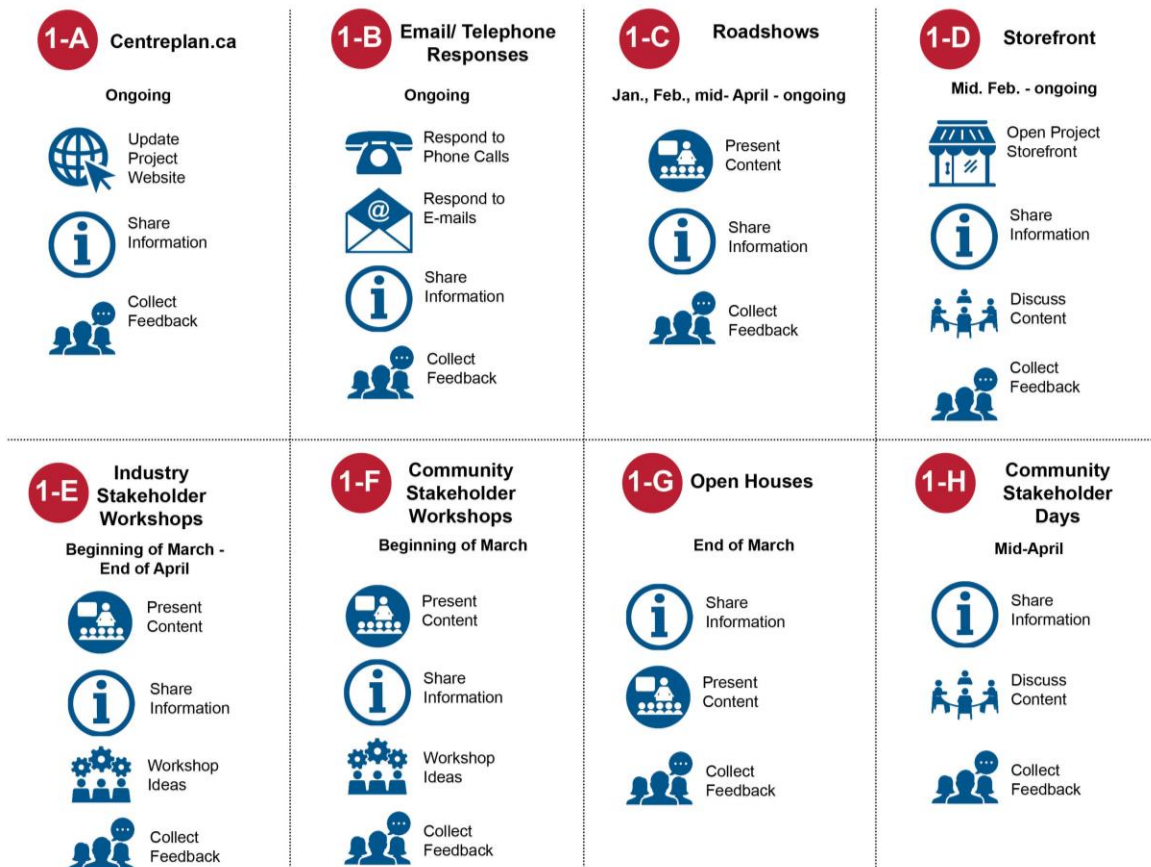 1-A
Centreplan.ca
Ongoing
Update
Project
Website
Share
Information
Collect
Feedback
1-B
Email/ Telephone
Responses
Ongoing
Respond to
Phone Calls
@
Respond to
E-mails
Share
Information
Collect
Feedback
1-C
Roadshows
Jan., Feb., mid- April - ongoing
Present
Content
Share
Information
Collect
Feedback
1-D
Storefront
Mid. Feb. - ongoing
Open Project
Storefront
Share
Information
Discuss
Content
Collect
Feedback
1-E
Industry
Stakeholder
Workshops
Beginning of March -
End of April
Present
Content
Share
Information
Workshop
Ideas
Collect
Feedback
1-F
Community
Stakeholder
Workshops
Beginning of March
Present
Content
Share
Information
Workshop
Ideas
Collect
Feedback
1-G
Open Houses
End of March
Share
Information
Present
Content
Collect
Feedback
1-H
Community
Stakeholder
Days
Mid-April
Share
Information
Discuss
Content
Collect
Feedback